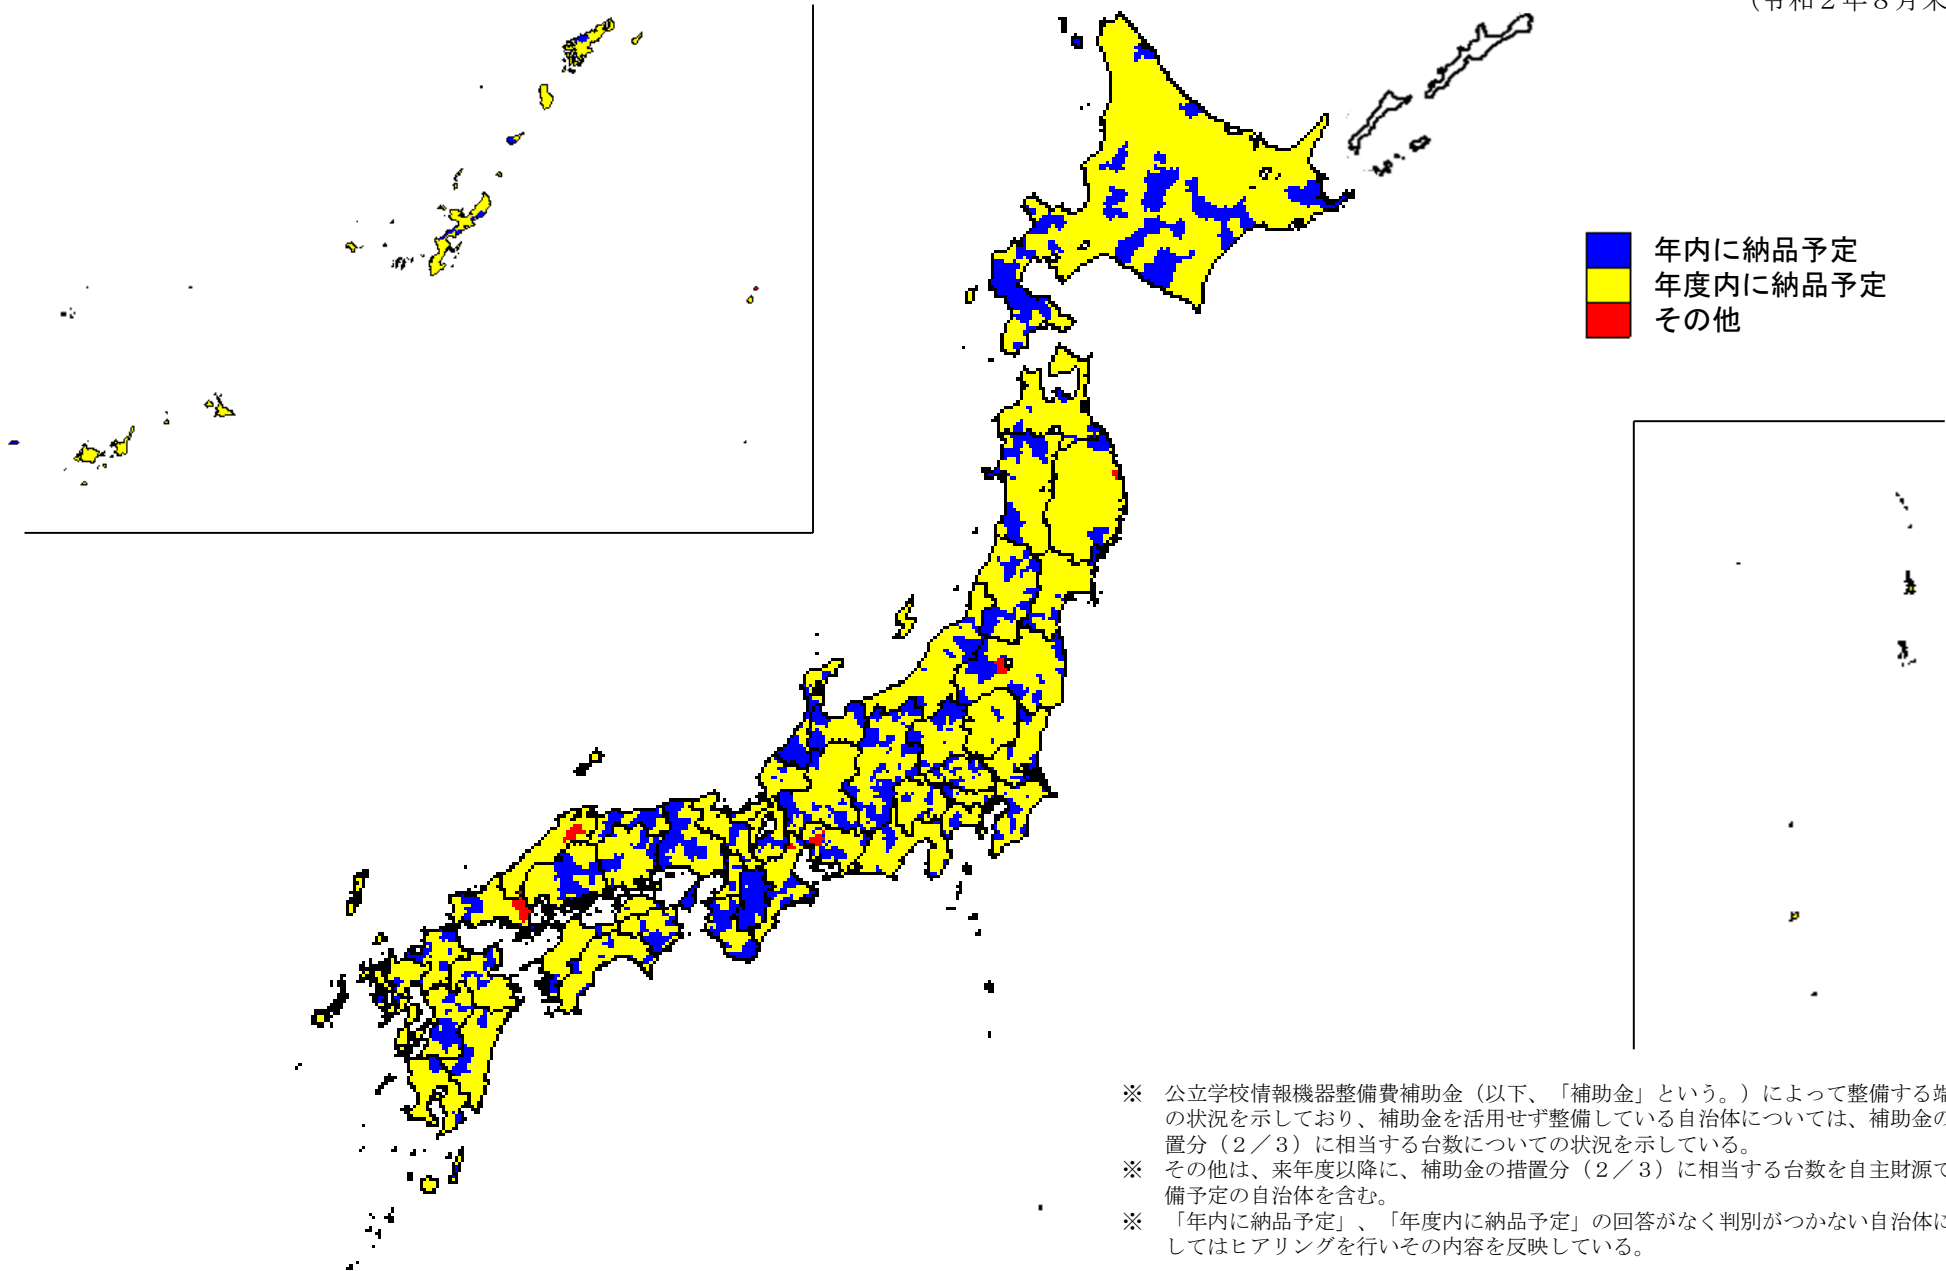 （令和２年８月末
年内に納品予定
年度内に納品予定
その他
※　公立学校情報機器整備費補助金（以下、「補助金」という。）によって整備する端
の状況を示しており、補助金を活用せず整備している自治体については、補助金の
置分（２／３）に相当する台数についての状況を示している。
※　その他は、来年度以降に、補助金の措置分（２／３）に相当する台数を自主財源で
備予定の自治体を含む。
※　「年内に納品予定」、「年度内に納品予定」の回答がなく判別がつかない自治体に
してはヒアリングを行いその内容を反映している。